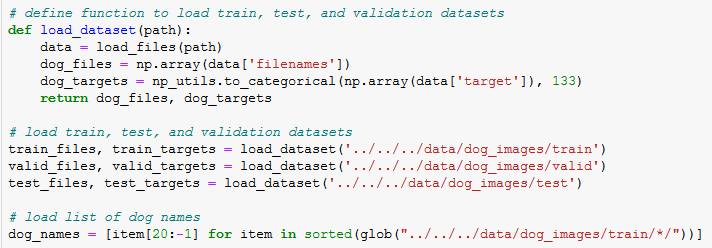 # define function to load train, test, and validation datasets
def load_dataset(path):
    data = load_files(path)
    dog_files = np.array(data['filenames'])
    dog_targets = np_utils.to_categorical(np.array(data['target']), 133)
    return dog_files, dog_targets

# load train, test, and validation datasets
train_files, train_targets = load_dataset('../../../data/dog_images/train')
valid_files, valid_targets = load_dataset('../../../data/dog_images/valid')
test_files, test_targets = load_dataset('../../../data/dog_images/test')

# load list of dog names
dog_names = [item[20:-1] for item in sorted(glob("../../../data/dog_images/train/*/"))]